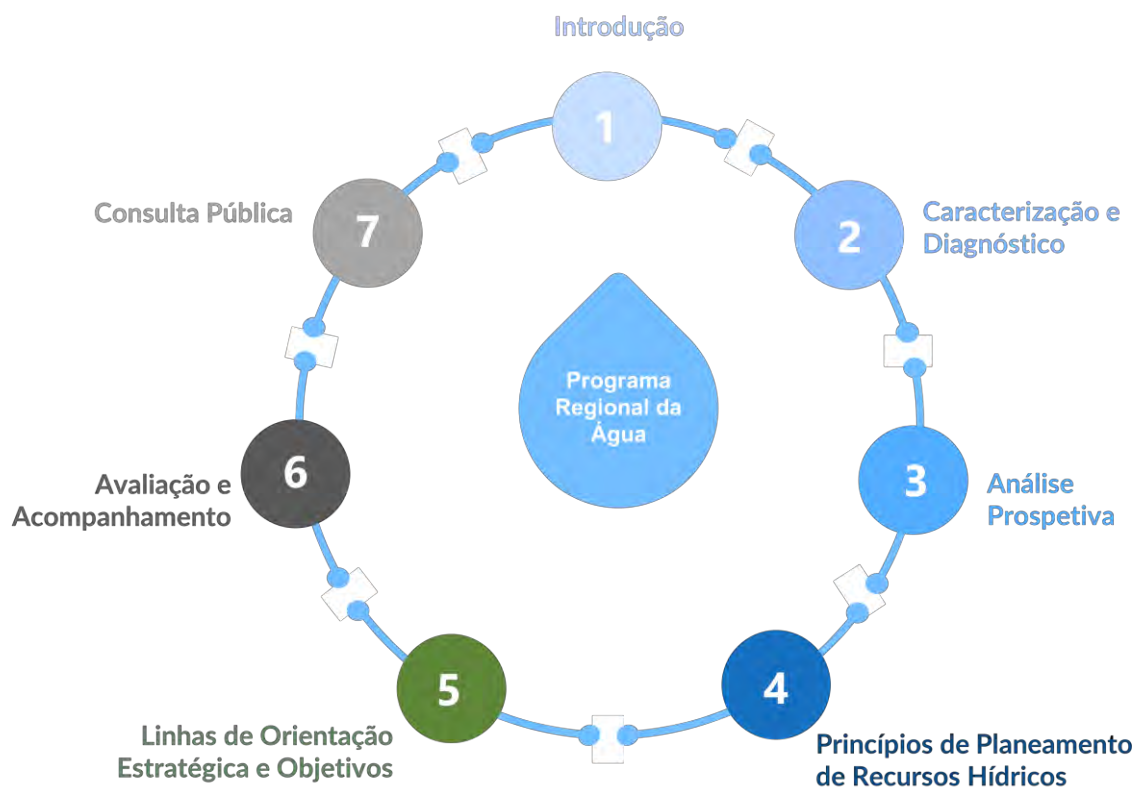 Introdução
1
2
Caracterização e
Diagnóstico
3
Análise
Prospetiva
4
Princípios de Planeamento
de Recursos Hídricos
5
Linhas de Orientação
Estratégica e Objetivos
6
Avaliação e
Acompanhamento
7
Consulta Pública
Programa
Regional da
Água